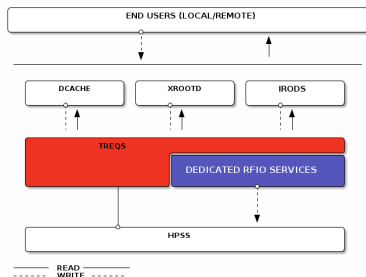 END USERS (LOCAL/REMOTE)
DCACHE
XROOTD
IRODS
TREQS
DEDICATED RFIO SERVICES
HPSS
READ
WRITE